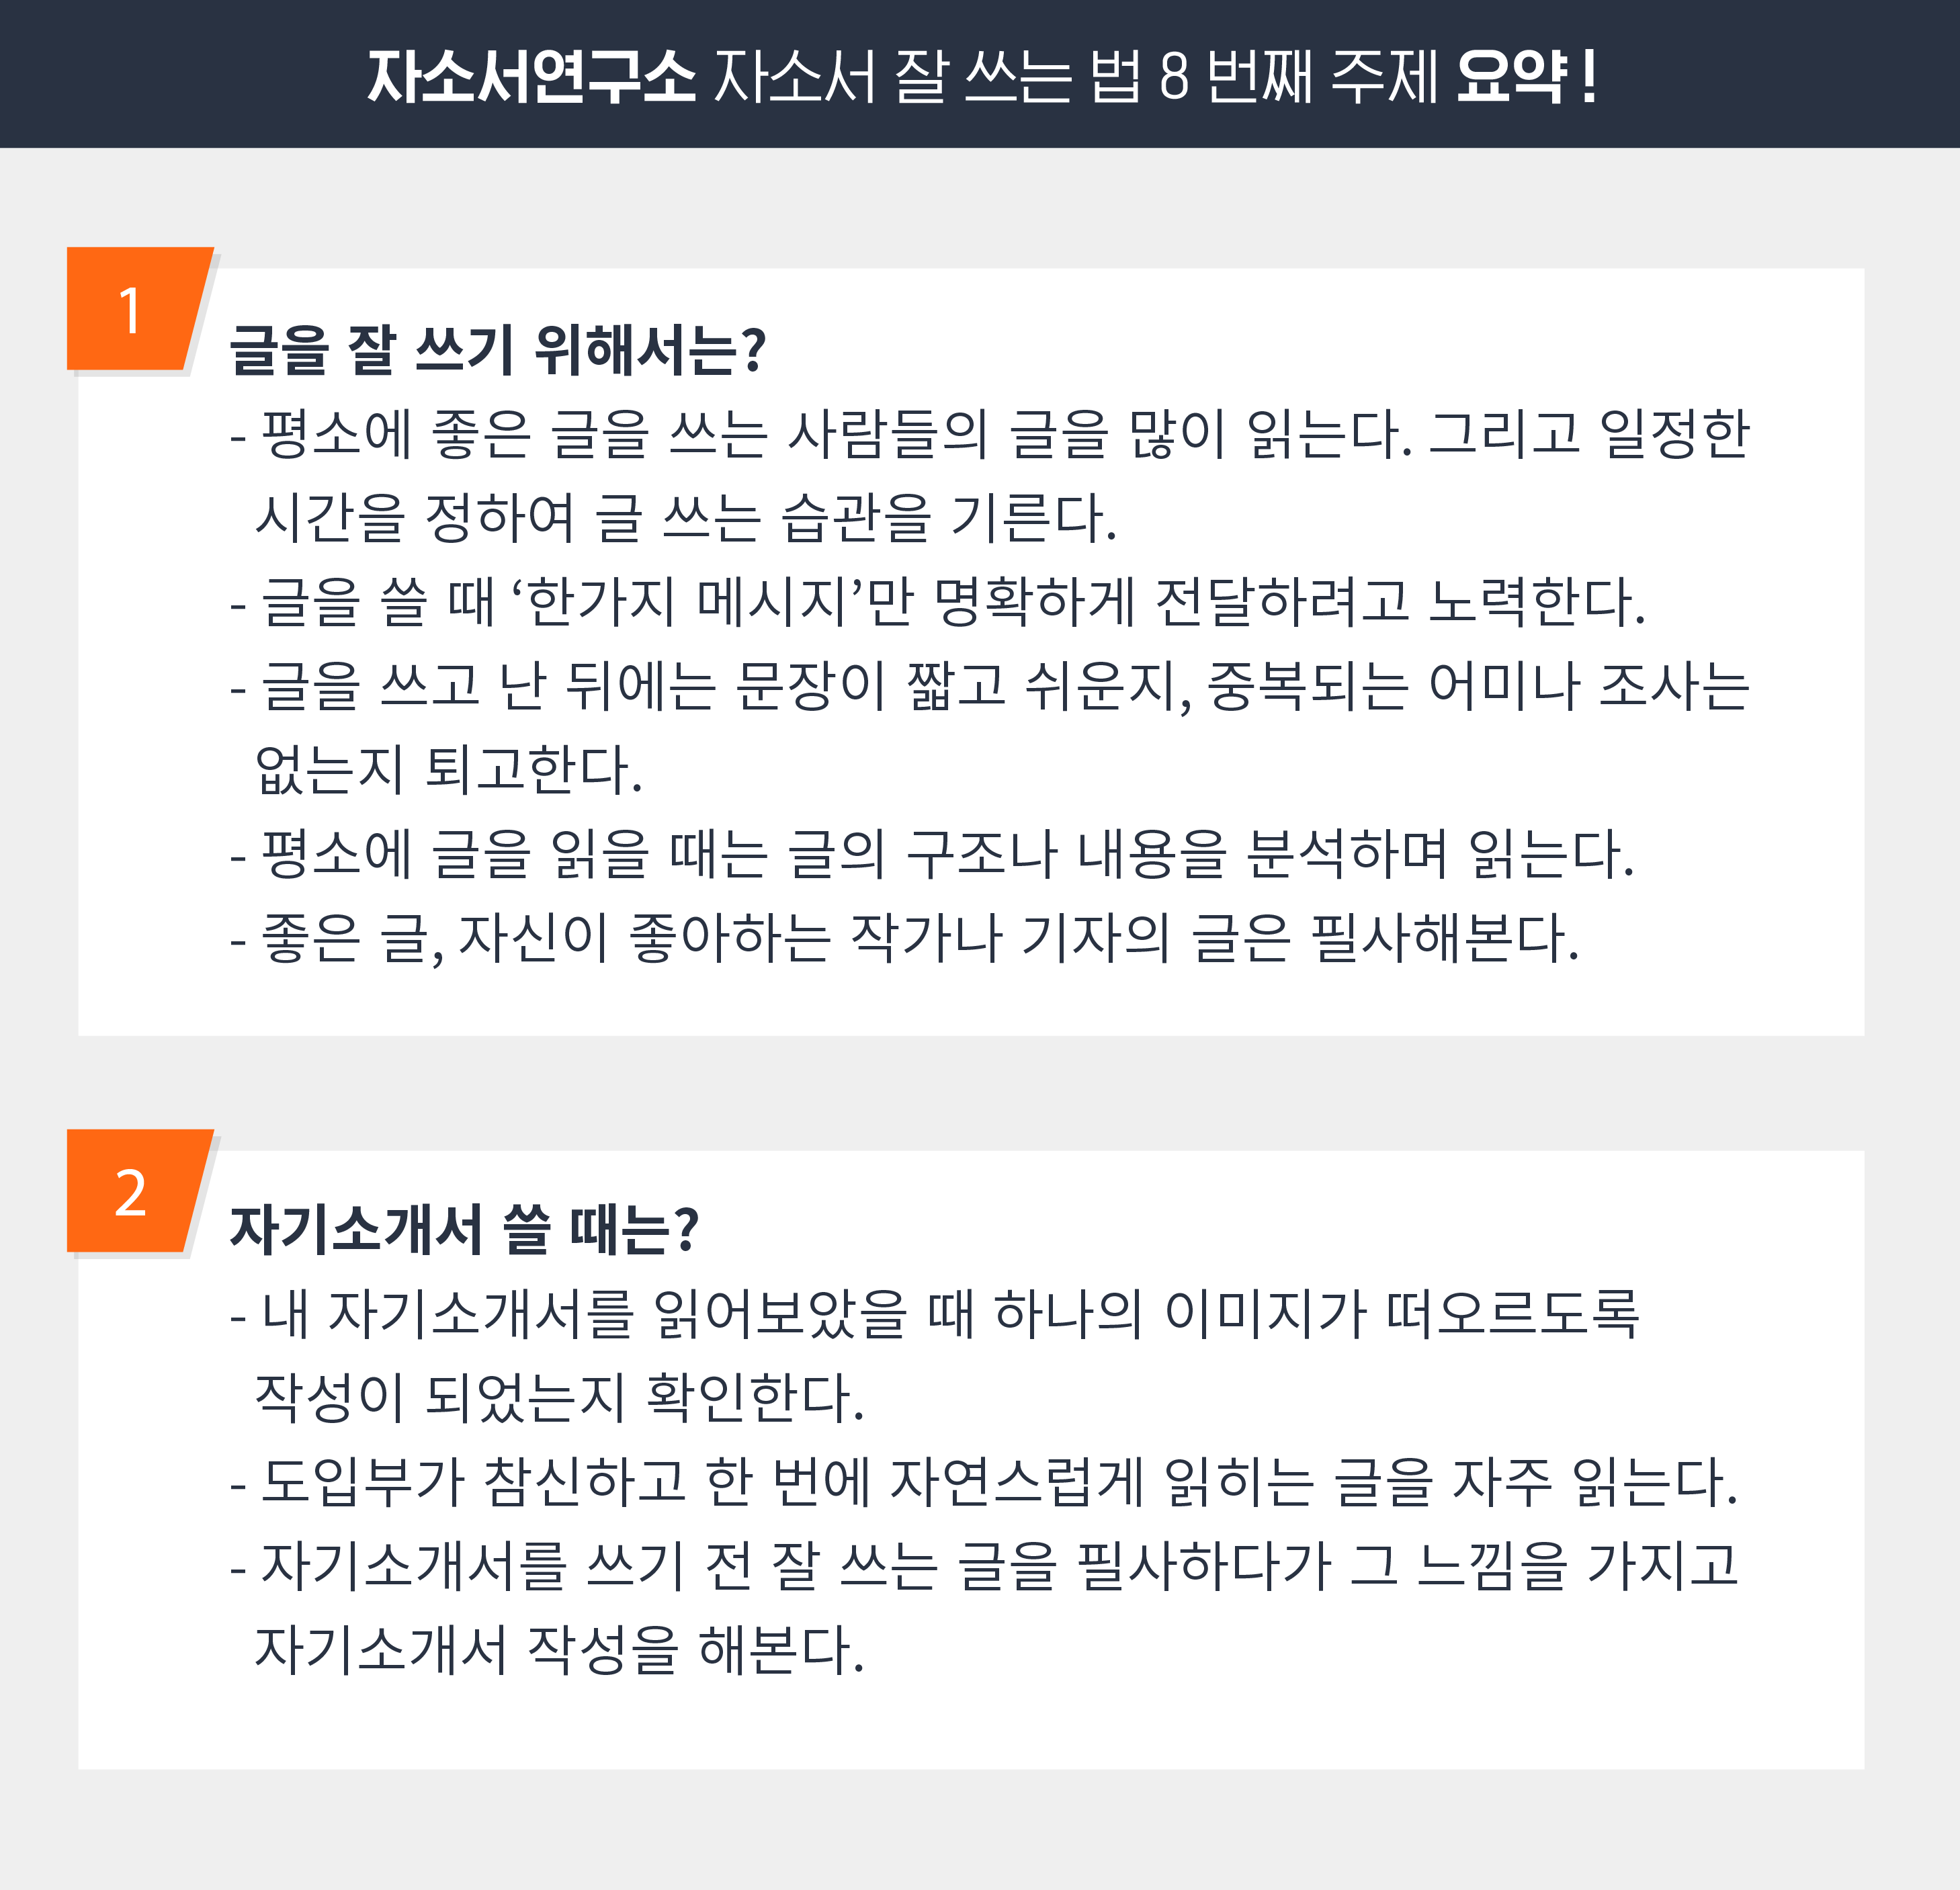 자소서연구소 자소서 잘 쓰는 법 8 번째 주제 요약 !
1
글을 잘 쓰기 위해서는?
- 평소에 좋은 글을 쓰는 사람들의 글을 많이 읽는다. 그리고 일정한
시간을 정하여 글 쓰는 습관을 기른다.
- 글을 쓸 때 ‘한가지 메시지’만 명확하게 전달하려고 노력한다.
- 글을 쓰고 난 뒤에는 문장이 짧고 쉬운지, 중복되는 어미나 조사는
없는지 퇴고한다.
- 평소에 글을 읽을 때는 글의 구조나 내용을 분석하며 읽는다.
- 좋은 글, 자신이 좋아하는 작가나 기자의 글은 필사해본다.
2
자기소개서 쓸 때는?
- 내 자기소개서를 읽어보았을 때 하나의 이미지가 떠오르도록
작성이 되었는지 확인한다.
- 도입부가 참신하고 한 번에 자연스럽게 읽히는 글을 자주 읽는다.
- 자기소개서를 쓰기 전 잘 쓰는 글을 필사하다가 그 느낌을 가지고
자기소개서 작성을 해본다.